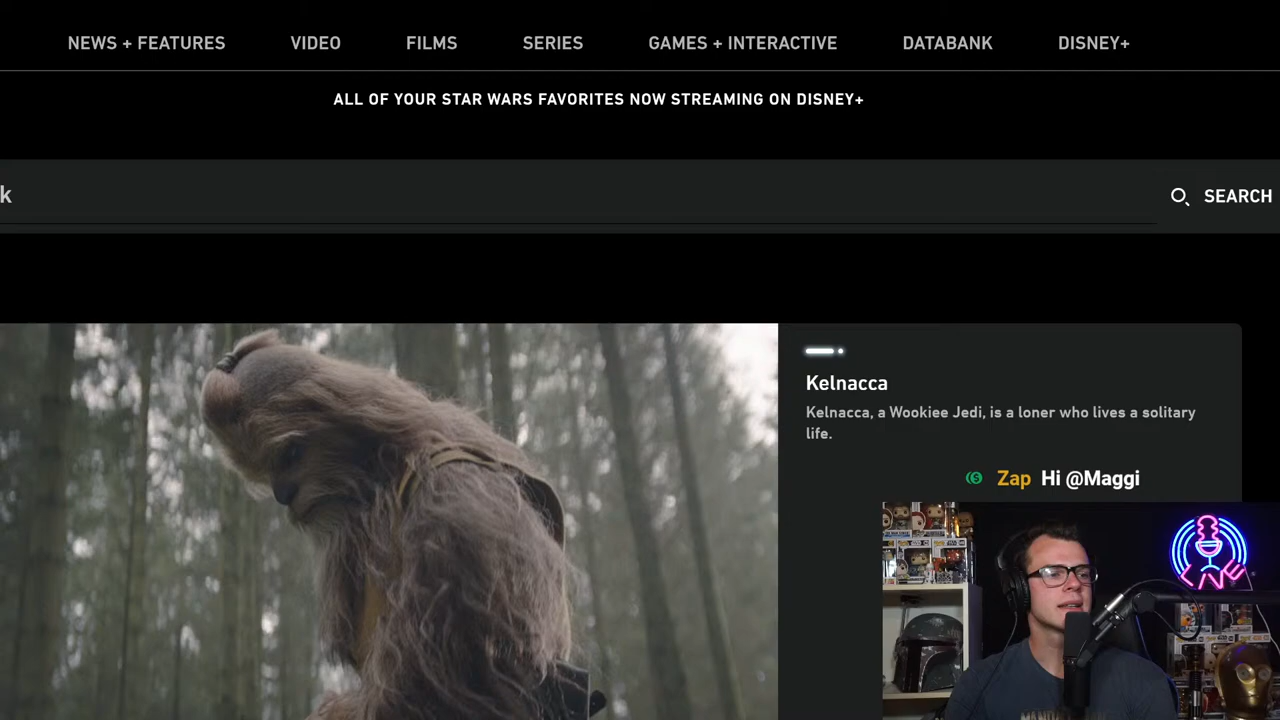 NEWS + FEATURES VIDEO FILMS SERIES GAMES + INTERACTIVE DATABANK DISNEY+
ALL OF YOUR STAR WARS FAVORITES NOW STREAMING ON DISNEY+
k
SEARCH
Kelnacca
Kelnacca, a Wookiee Jedi, is a loner who lives a solitary
life.
Zap Hi @Maggi
LIVE